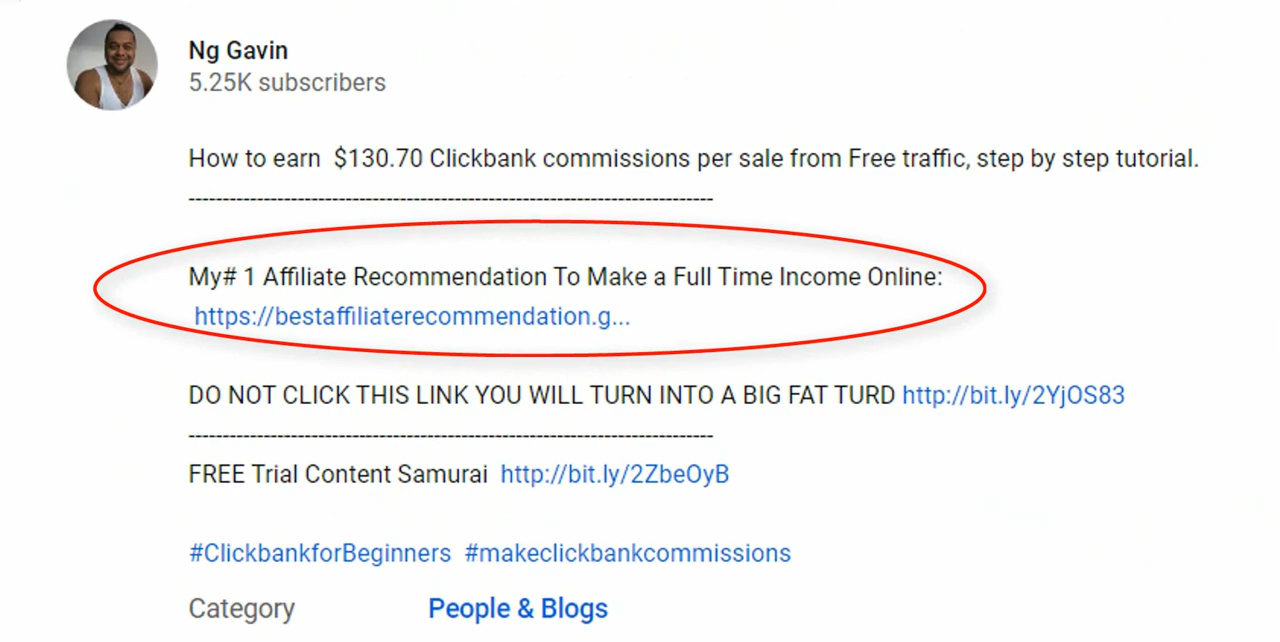 Ng Gavin
5.25K subscribers
How to earn  $130.70 Clickbank commissions per sale from Free traffic, step by step tutorial.
-----------------------------------------------------------------------------
My# 1 Affiliate Recommendation To Make a Full Time Income Online:
https://bestaffiliaterecommendation.g...
DO NOT CLICK THIS LINK YOU WILL TURN INTO A BIG FAT TURD http://bit.ly/2YjOS83
-----------------------------------------------------------------------------
FREE Trial Content Samurai  http://bit.ly/2ZbeOyB
#ClickbankforBeginners  #makeclickbankcommissions
Category People & Blogs